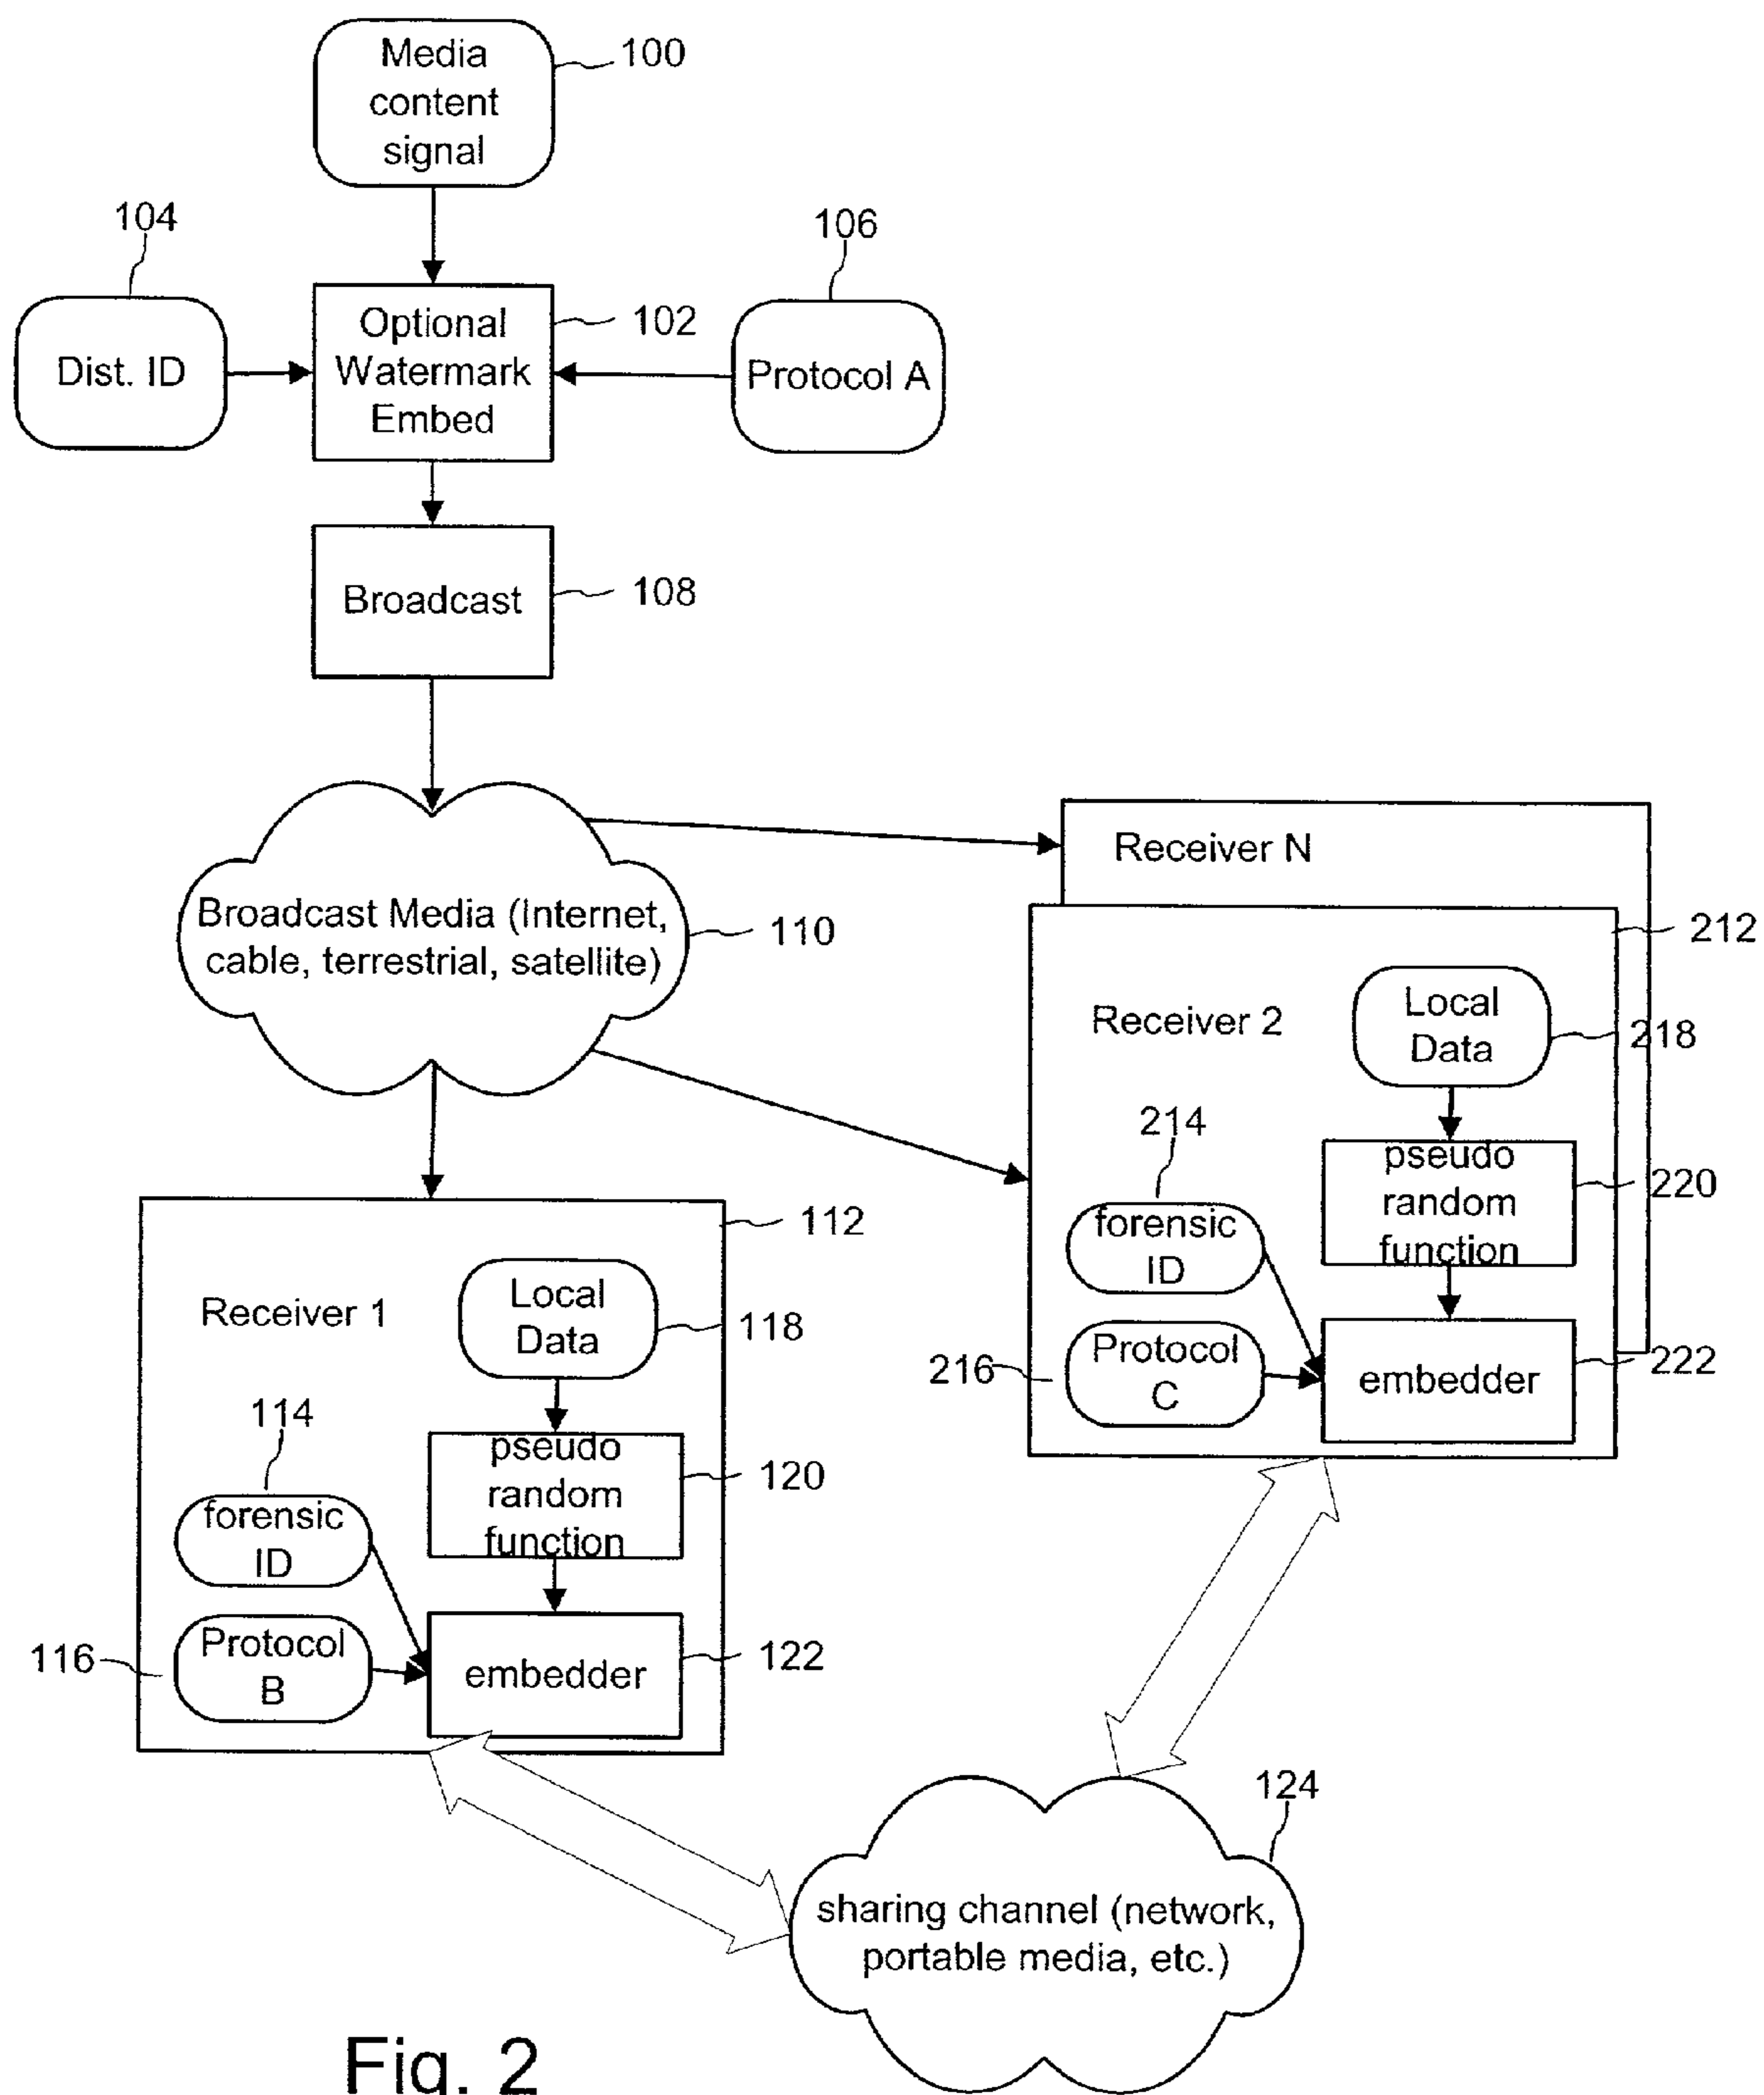 Media
content
signal
100
104
106
Dist. ID
Optional
Watermark
Embed
102
Protocol A
Broadcast
108
Broadcast Media (Internet,
cable, terrestrial, satellite)
110
Receiver N
212
Receiver 2
Local
Data
218
214
pseudo
random
function
220
forensic
ID
216
Protocol
C
embedder
222
112
Receiver 1
Local
Data
118
114
pseudo
random
function
120
forensic
ID
116
Protocol
B
embedder
122
124
sharing channel (network,
portable media, etc.)
Fig. 2